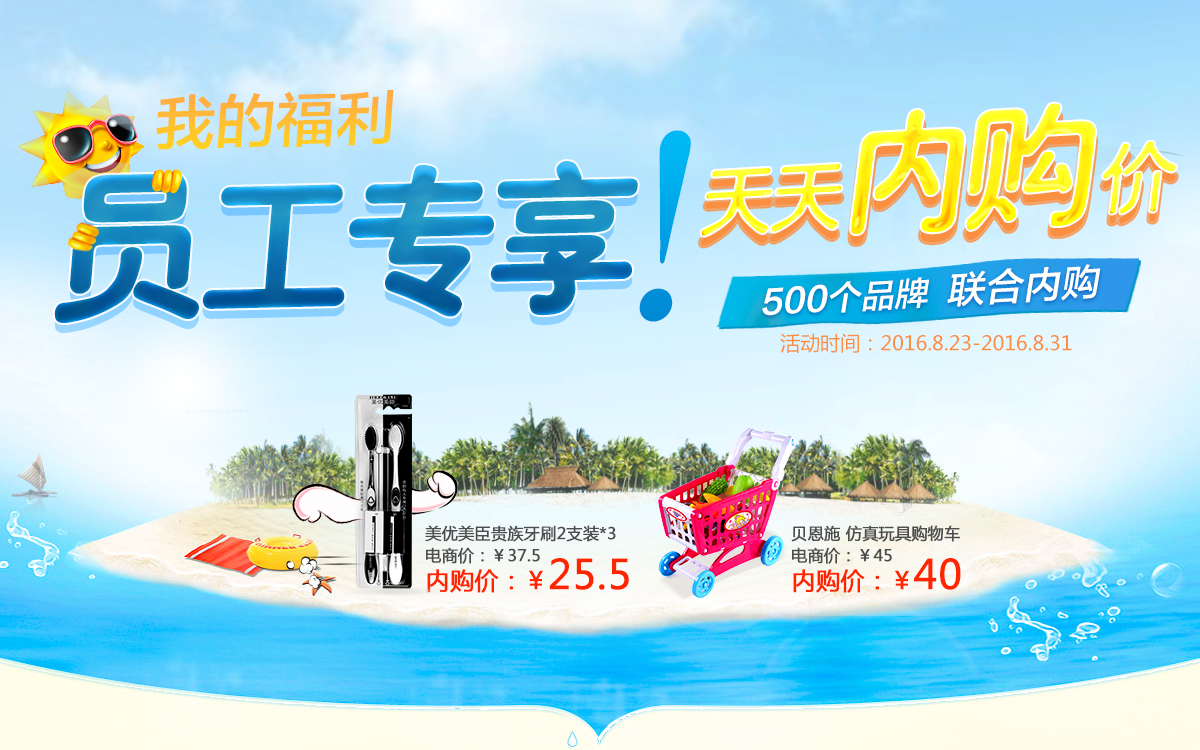 我的福利
员工专享!
天天内购价
500个品牌 联合内购
活动时间：2016.8.23-2016.8.31
美优美臣贵族牙刷2支装*3
电商价：￥37.5
内购价：￥25.5
贝恩施 仿真玩具购物车
电商价：￥45
内购价：￥40